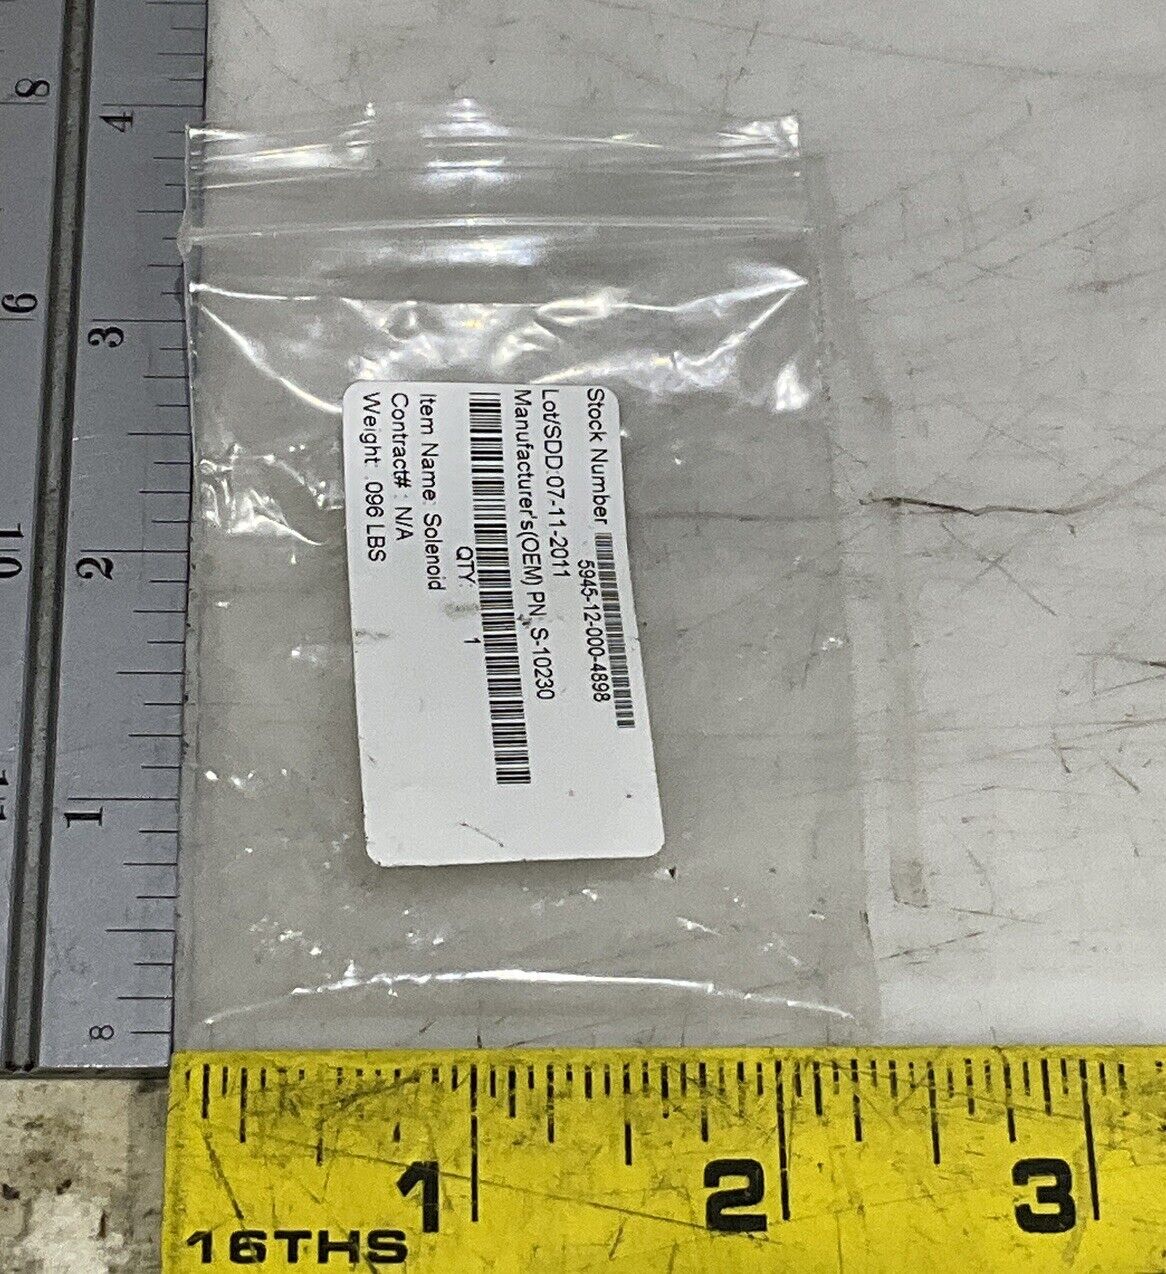 Stock Number
5945-12-000-4898
Lot/SDD:07-11-2011
Manufacturer's(OEM) PN: S-10230
QTY: 1
Item Name: Solenoid
Contract# : N/A
Weight: .096 LBS
8
4
6
3
10
2
1
8
1
2
3
16THS